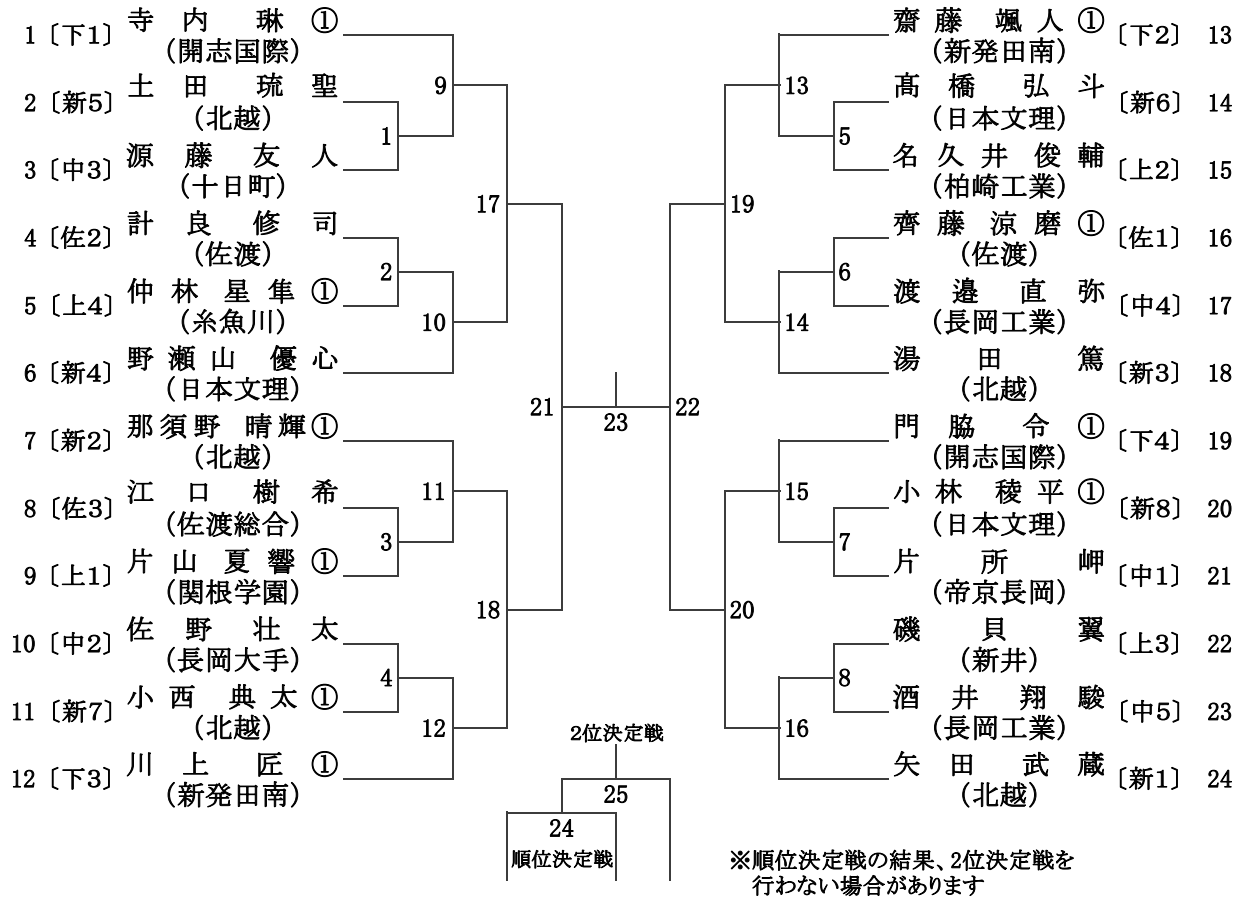 1 〔下1〕 寺内 琳 ①
(開志国際)
2 〔新5〕 土田 琉聖
(北越)
3 〔中3〕 源藤友人
(十日町)
4 〔佐2〕 計良修司
(佐渡)
5 〔上4〕 仲林星隼 ①
(糸魚川)
6 〔新4〕 野瀬山 優心
(日本文理)
7 〔新2〕 那須野 晴輝①
(北越)
8 〔佐3〕 江口 樹希
(佐渡総合)
9 〔上1〕 片山夏響 ①
(関根学園)
10 〔中2〕 佐野壮太
(長岡大手)
11 〔新7〕 小西 典太 ①
(北越)
12 〔下3〕 川上 匠 ①
(新発田南)
9
1
17
2
10
21
11
3
18
4
12
23
22
13
5
19
6
14
15
7
20
8
16
齋藤 颯人 ① 〔下2〕 13
(新発田南)
髙橋 弘斗 〔新6〕 14
(日本文理)
名久井俊輔 〔上2〕 15
(柏崎工業)
齊藤涼磨 ① 〔佐1〕 16
(佐渡)
渡邉直弥 〔中4〕 17
(長岡工業)
湯田 篤 〔新3〕 18
(北越)
門脇 令 ① 〔下4〕 19
(開志国際)
小林 稜平 ① 〔新8〕 20
(日本文理)
片所 岬 〔中1〕 21
(帝京長岡)
磯貝 翼 〔上3〕 22
(新井)
酒井 翔駿 〔中5〕 23
(長岡工業)
矢田 武蔵 〔新1〕 24
(北越)
2位決定戦
25
24
順位決定戦
※順位決定戦の結果、2位決定戦を
行わない場合があります